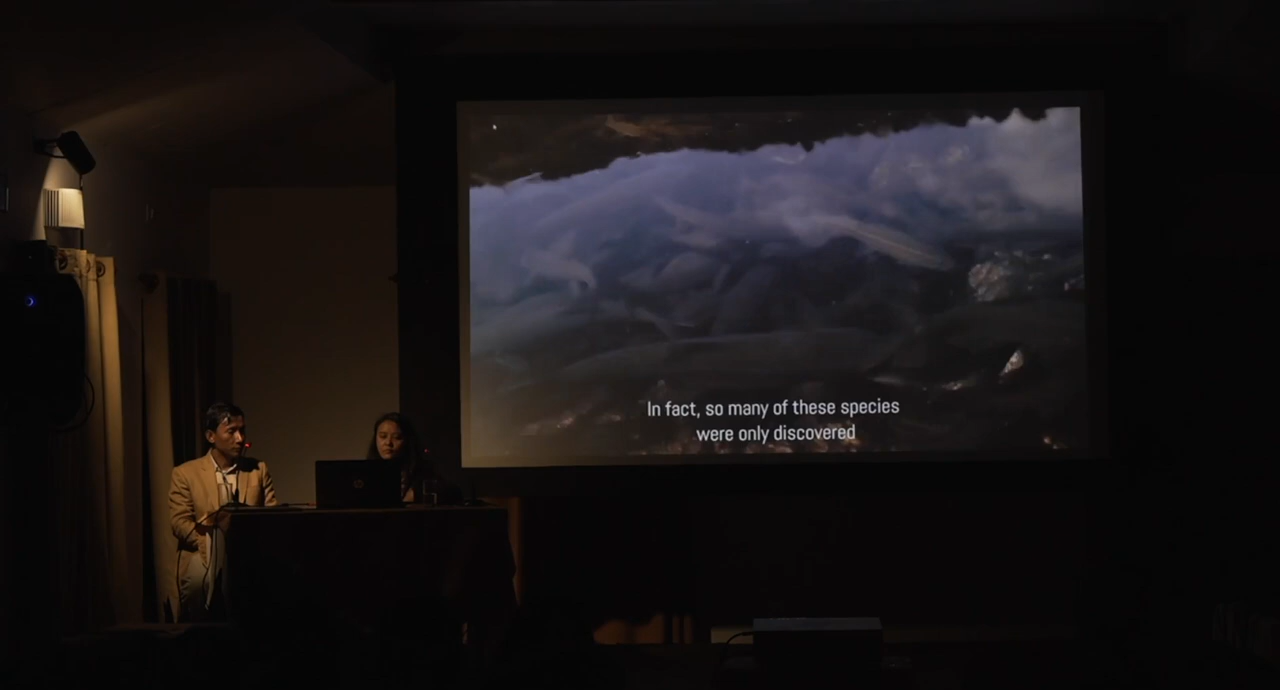 In fact, so many of these species
were only discovered